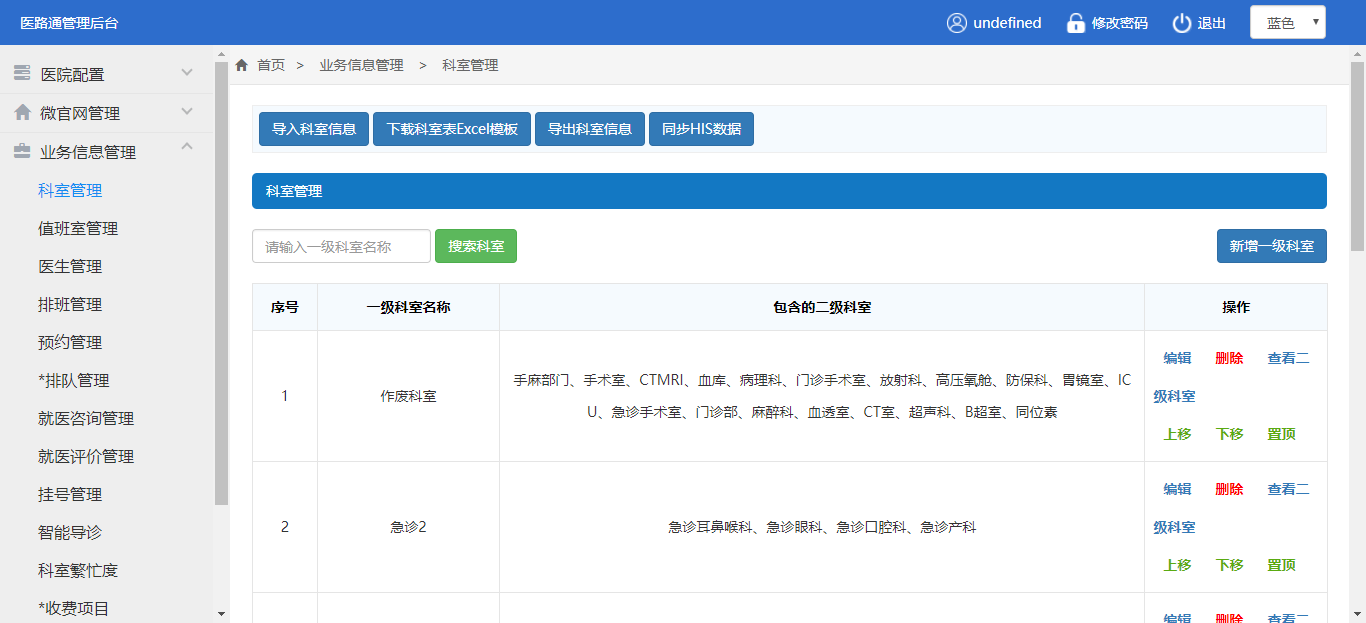 医路通管理后台
undefined
修改密码
退出
蓝色
医院配置
微官网管理
业务信息管理
科室管理
值班室管理
医生管理
排班管理
预约管理
*排队管理
就医咨询管理
就医评价管理
挂号管理
智能导诊
科室繁忙度
*收费项目
首页 > 业务信息管理 > 科室管理
导入科室信息 下载科室表Excel模板 导出科室信息 同步HIS数据
科室管理
请输入一级科室名称 搜索科室 新增一级科室
序号 一级科室名称 包含的二级科室 操作
1 作废科室
手麻部门、手术室、CTMRI、血库、病理科、门诊手术室、放射科、高压氧舱、防保科、胃镜室、IC
U、急诊手术室、门诊部、麻醉科、血透室、CT室、超声科、B超室、同位素
编辑 删除 查看二
级科室
上移 下移 置顶
2 急诊2 急诊耳鼻喉科、急诊眼科、急诊口腔科、急诊产科
编辑 删除 查看二
级科室
上移 下移 置顶
编辑 删除 查看二